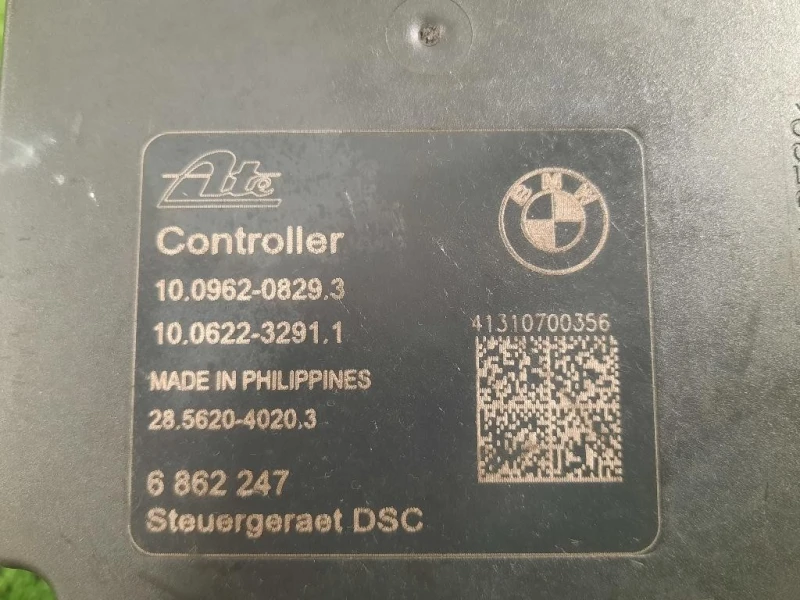 Ate
BMW
Controller
10.0962-0829.3
10.0622-3291.1
41310700356
MADE IN PHILIPPINES
28.5620-4020.3
6 862 247
Steuergeraet DSC